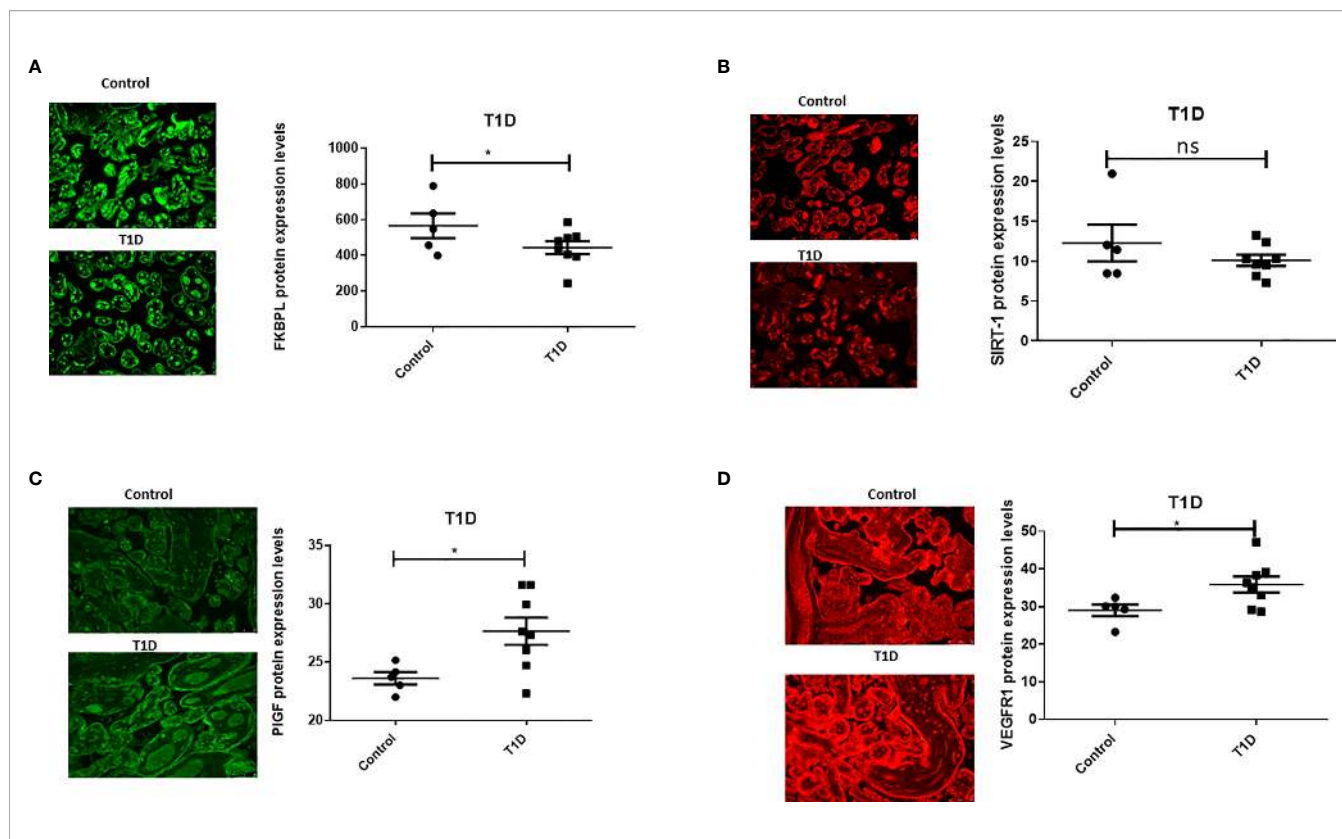 A
Control
T1D
T1D
FKBPL protein expression levels
1000
800
600
400
200
0
*
Control
T1D
B
Control
T1D
T1D
SIRT-1 protein expression levels
25
20
15
10
5
0
ns
Control
T1D
C
Control
T1D
T1D
PIGF protein expression levels
35
30
25
20
*
Control
T1D
D
Control
T1D
T1D
VEGFR1 protein expression levels
50
40
30
20
10
0
*
Control
T1D